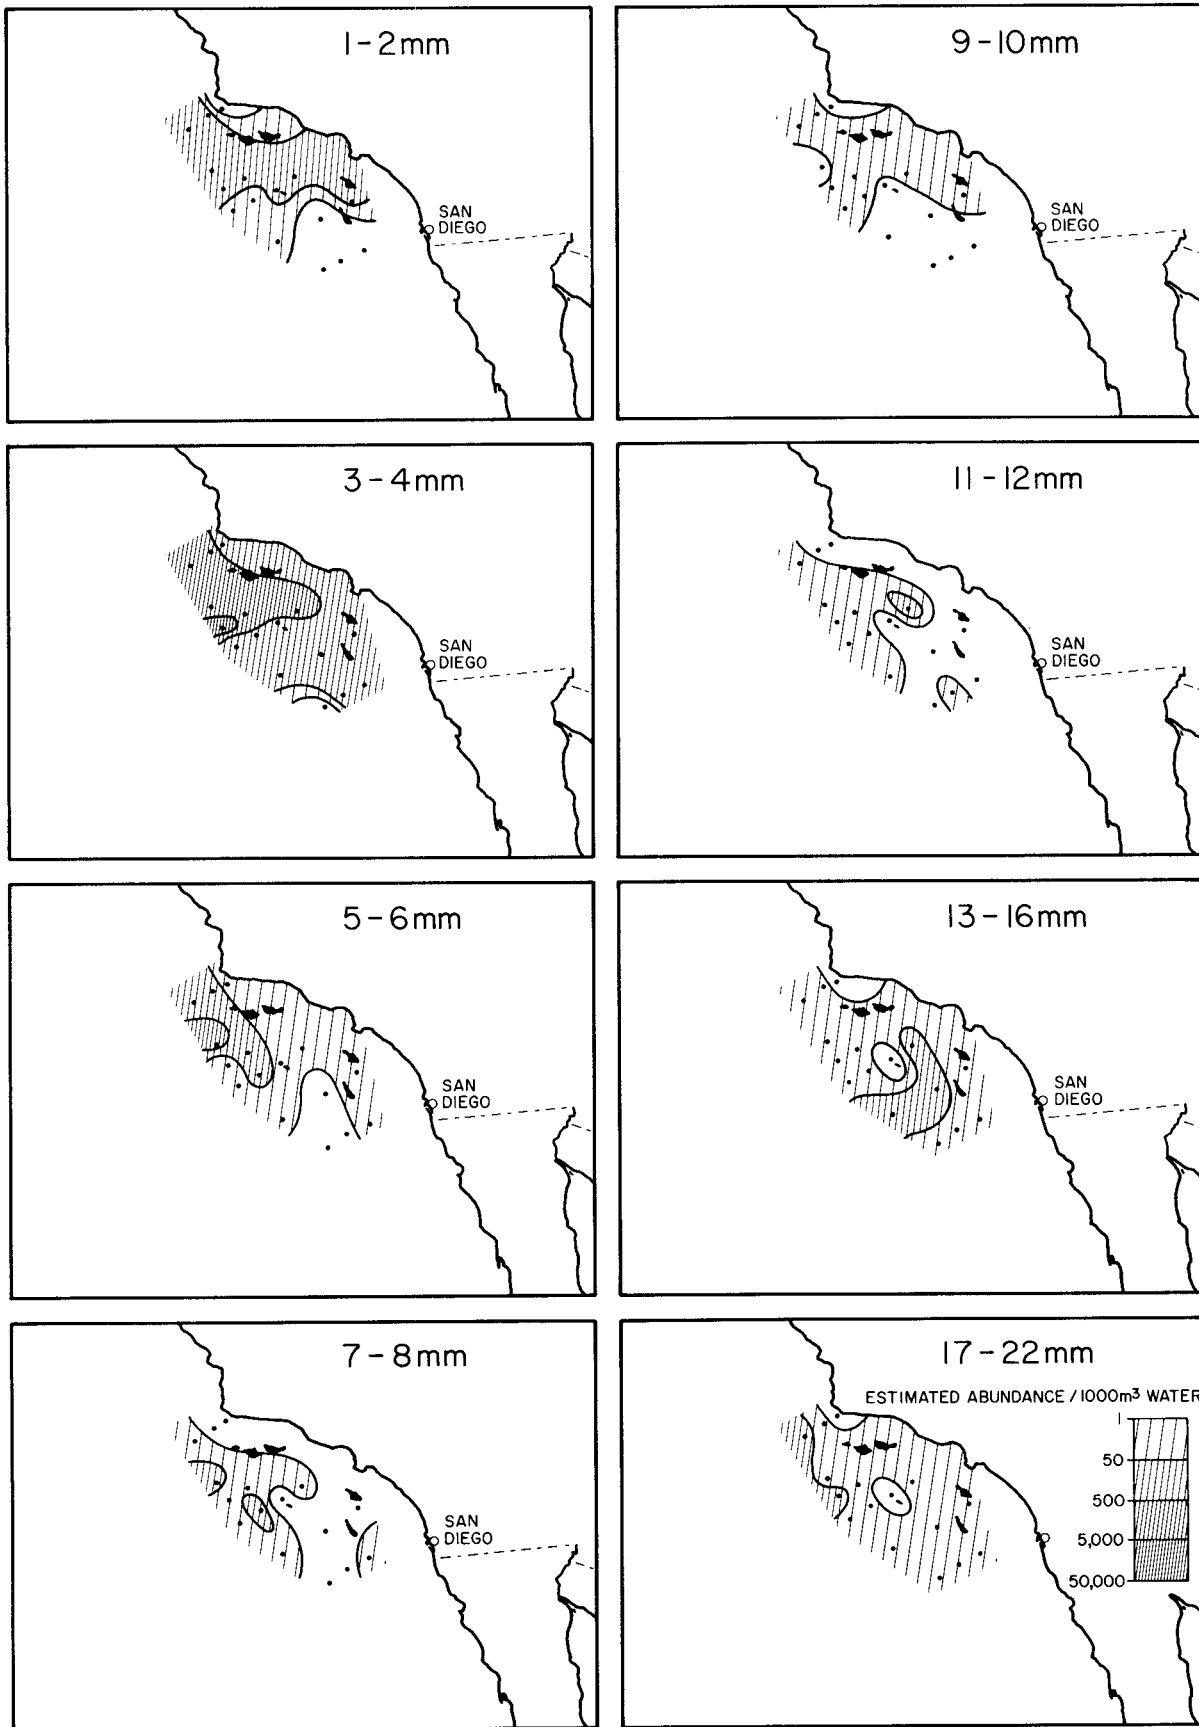 1-2mm
SAN
DIEGO
9-10mm
SAN
DIEGO
3-4mm
SAN
DIEGO
11-12mm
SAN
DIEGO
5-6mm
SAN
DIEGO
13-16mm
SAN
DIEGO
7-8mm
SAN
DIEGO
17-22mm
ESTIMATED ABUNDANCE / 1000m³ WATER
1
50
500
5,000
50,000